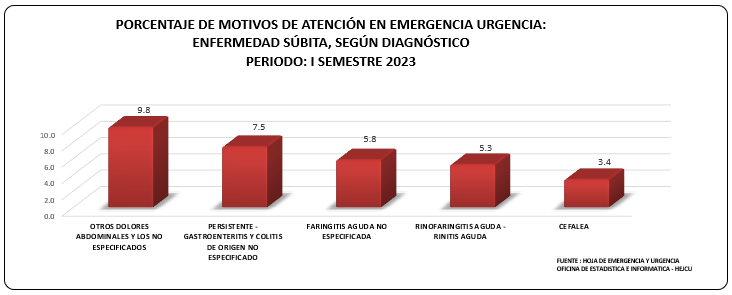 PORCENTAJE DE MOTIVOS DE ATENCIÓN EN EMERGENCIA URGENCIA:
ENFERMEDAD SÚBITA, SEGÚN DIAGNÓSTICO
PERIODO: I SEMESTRE 2023
9.8
7.5
5.8
5.3
3.4
10.0
8.0
6.0
4.0
2.0
0.0
OTROS DOLORES
ABDOMINALES Y LOS NO
ESPECIFICADOS
PERSISTENTE -
GASTROENTERITIS Y COLITIS
DE ORIGEN NO
ESPECIFICADO
FARINGITIS AGUDA NO
ESPECIFICADA
RINOFARINGITIS AGUDA -
RINITIS AGUDA
CEFALEA
FUENTE : HOJA DE EMERGENCIA Y URGENCIA
OFICINA DE ESTADISTICA E INFORMATICA - HEJCU